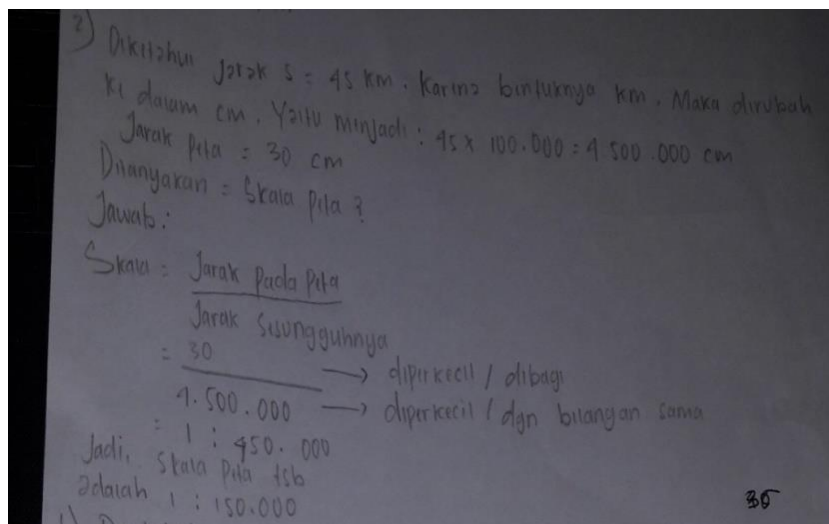 2) Diketahui Jarak s = 45 km. Karena bentuknya km. Maka dirubah
ke dalam cm. Yaitu menjadi : 45 x 100.000 = 4.500.000 cm
Jarak peta = 30 cm
Ditanyakan = Skala peta ?
Jawab :
Skala = Jarak pada peta
Jarak sesungguhnya
= 30 → diperkecil / dibagi
4.500.000 → diperkecil / dgn bilangan sama
= 1 : 450.000
Jadi, skala peta tsb
adalah 1 : 150.000
35